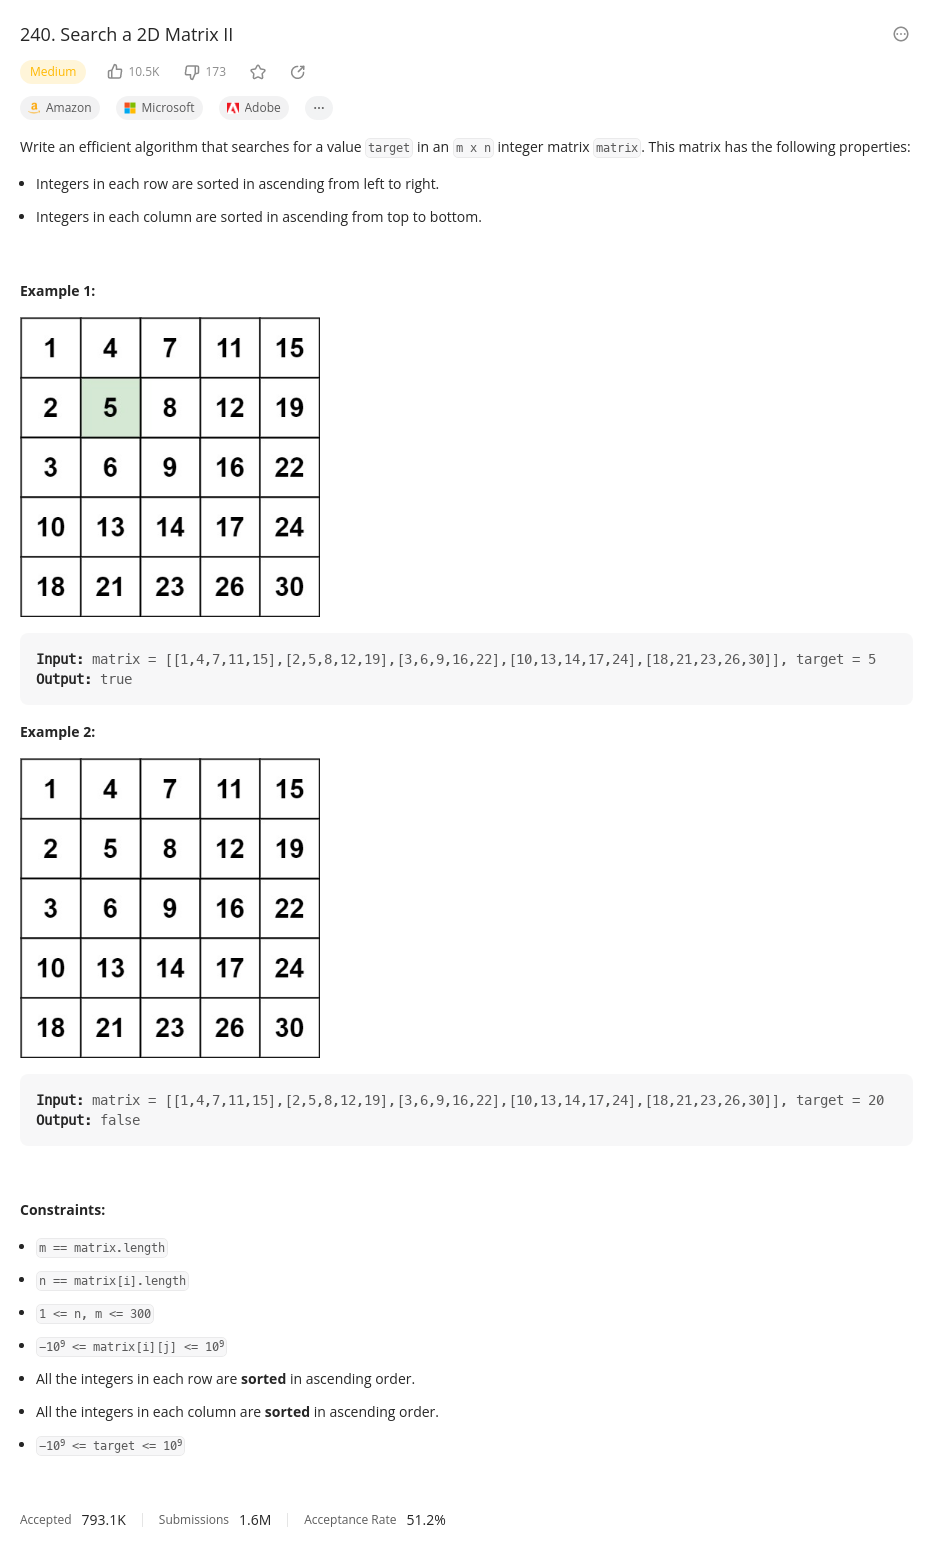 240. Search a 2D Matrix II
Medium 10.5K 173
Amazon Microsoft Adobe ...
Write an efficient algorithm that searches for a value target in an m x n integer matrix matrix. This matrix has the following properties:
• Integers in each row are sorted in ascending from left to right.
• Integers in each column are sorted in ascending from top to bottom.
Example 1:
1 4 7 11 15
2 5 8 12 19
3 6 9 16 22
10 13 14 17 24
18 21 23 26 30
Input: matrix = [[1,4,7,11,15],[2,5,8,12,19],[3,6,9,16,22],[10,13,14,17,24],[18,21,23,26,30]], target = 5
Output: true
Example 2:
1 4 7 11 15
2 5 8 12 19
3 6 9 16 22
10 13 14 17 24
18 21 23 26 30
Input: matrix = [[1,4,7,11,15],[2,5,8,12,19],[3,6,9,16,22],[10,13,14,17,24],[18,21,23,26,30]], target = 20
Output: false
Constraints:
• m == matrix.length
• n == matrix[i].length
• 1 <= n, m <= 300
• −10⁹ <= matrix[i][j] <= 10⁹
• All the integers in each row are sorted in ascending order.
• All the integers in each column are sorted in ascending order.
• −10⁹ <= target <= 10⁹
Accepted 793.1K Submissions 1.6M Acceptance Rate 51.2%